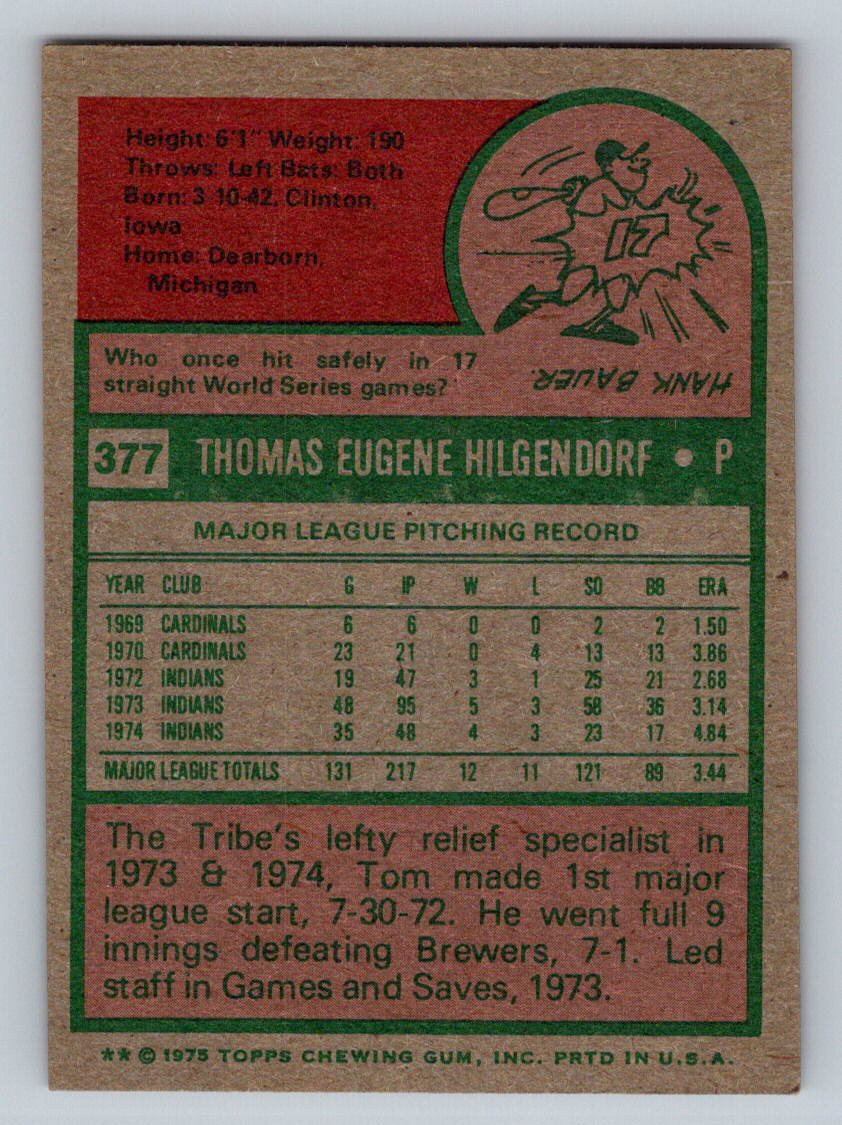 Height: 6'1" Weight: 190
Throws: Left Bats: Both
Born: 3-10-42, Clinton,
Iowa
Home: Dearborn,
Michigan
17
HANK BAUER.
Who once hit safely in 17
straight World Series games?
377 THOMAS EUGENE HILGENDORF • P
MAJOR LEAGUE PITCHING RECORD
YEAR CLUB G IP W L SO BB ERA
1969 CARDINALS 6 6 0 0 2 2 1.50
1970 CARDINALS 23 21 0 4 13 13 3.86
1972 INDIANS 19 47 3 1 25 21 2.68
1973 INDIANS 48 95 5 3 58 36 3.14
1974 INDIANS 35 48 4 3 23 17 4.84
MAJOR LEAGUE TOTALS 131 217 12 11 121 89 3.44
The Tribe's lefty relief specialist in
1973 & 1974, Tom made 1st major
league start, 7-30-72. He went full 9
innings defeating Brewers, 7-1. Led
staff in Games and Saves, 1973.
** © 1975 TOPPS CHEWING GUM, INC. PRTD IN U.S.A.